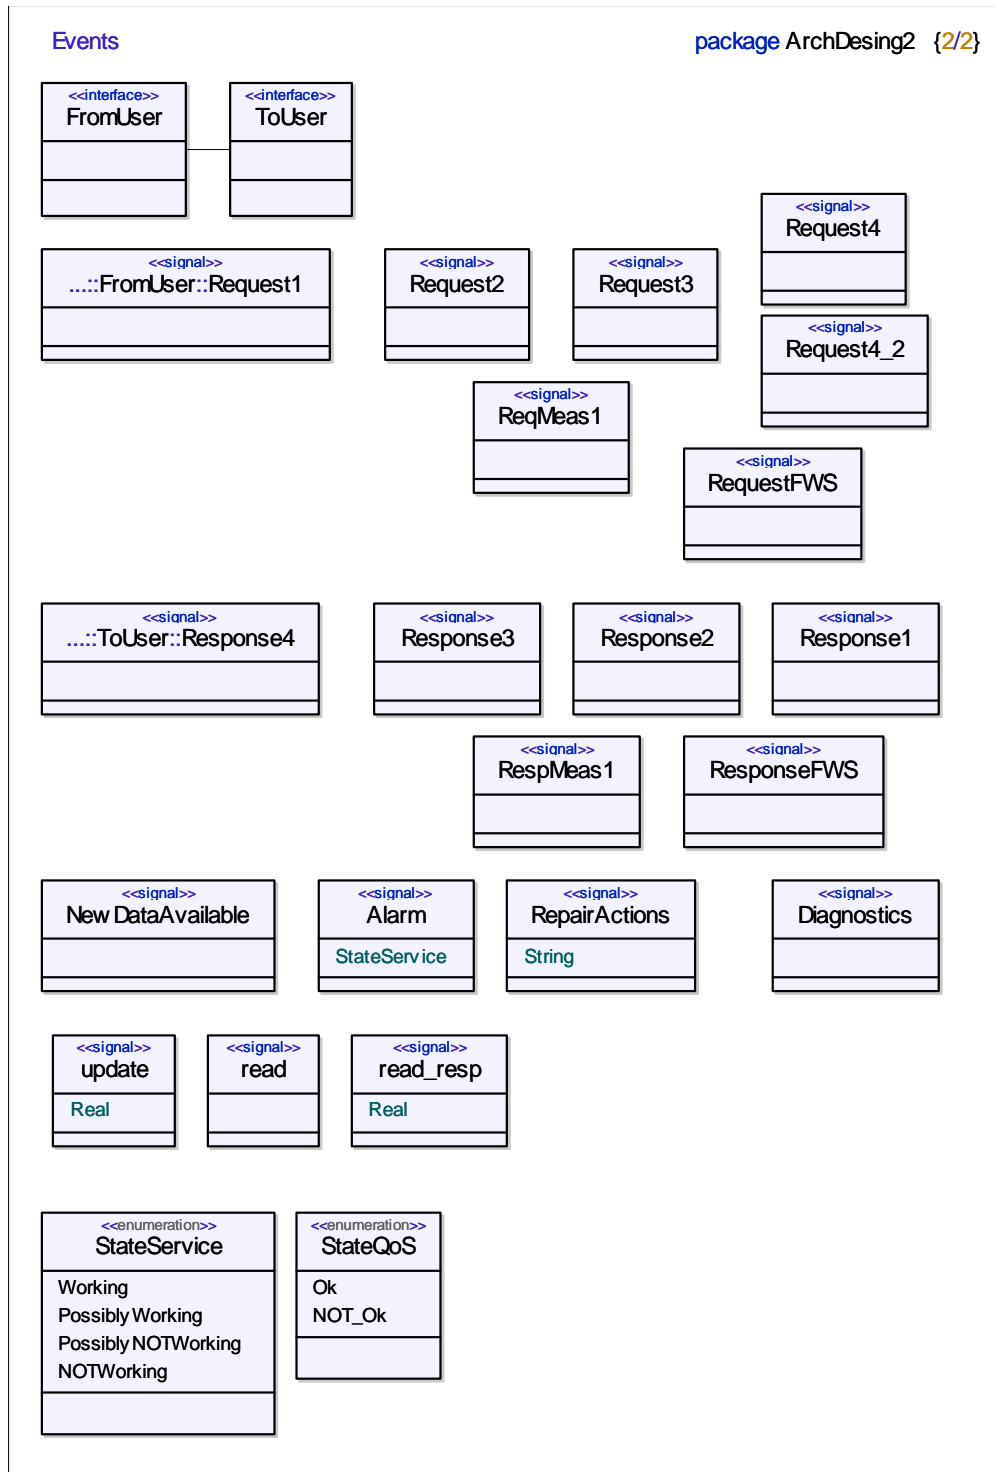 Events
package ArchDesing2 {2/2}
<<interface>>
FromUser
<<interface>>
ToUser
<<signal>>
Request4
<<signal>>
...::FromUser::Request1
<<signal>>
Request2
<<signal>>
Request3
<<signal>>
Request4_2
<<signal>>
ReqMeas1
<<signal>>
RequestFWS
<<signal>>
...::ToUser::Response4
<<signal>>
Response3
<<signal>>
Response2
<<signal>>
Response1
<<signal>>
RespMeas1
<<signal>>
ResponseFWS
<<signal>>
New DataAvailable
<<signal>>
Alarm
StateService
<<signal>>
RepairActions
String
<<signal>>
Diagnostics
<<signal>>
update
Real
<<signal>>
read
<<signal>>
read_resp
Real
<<enumeration>>
StateService
Working
Possibly Working
Possibly NOTWorking
NOTWorking
<<enumeration>>
StateQoS
Ok
NOT_Ok